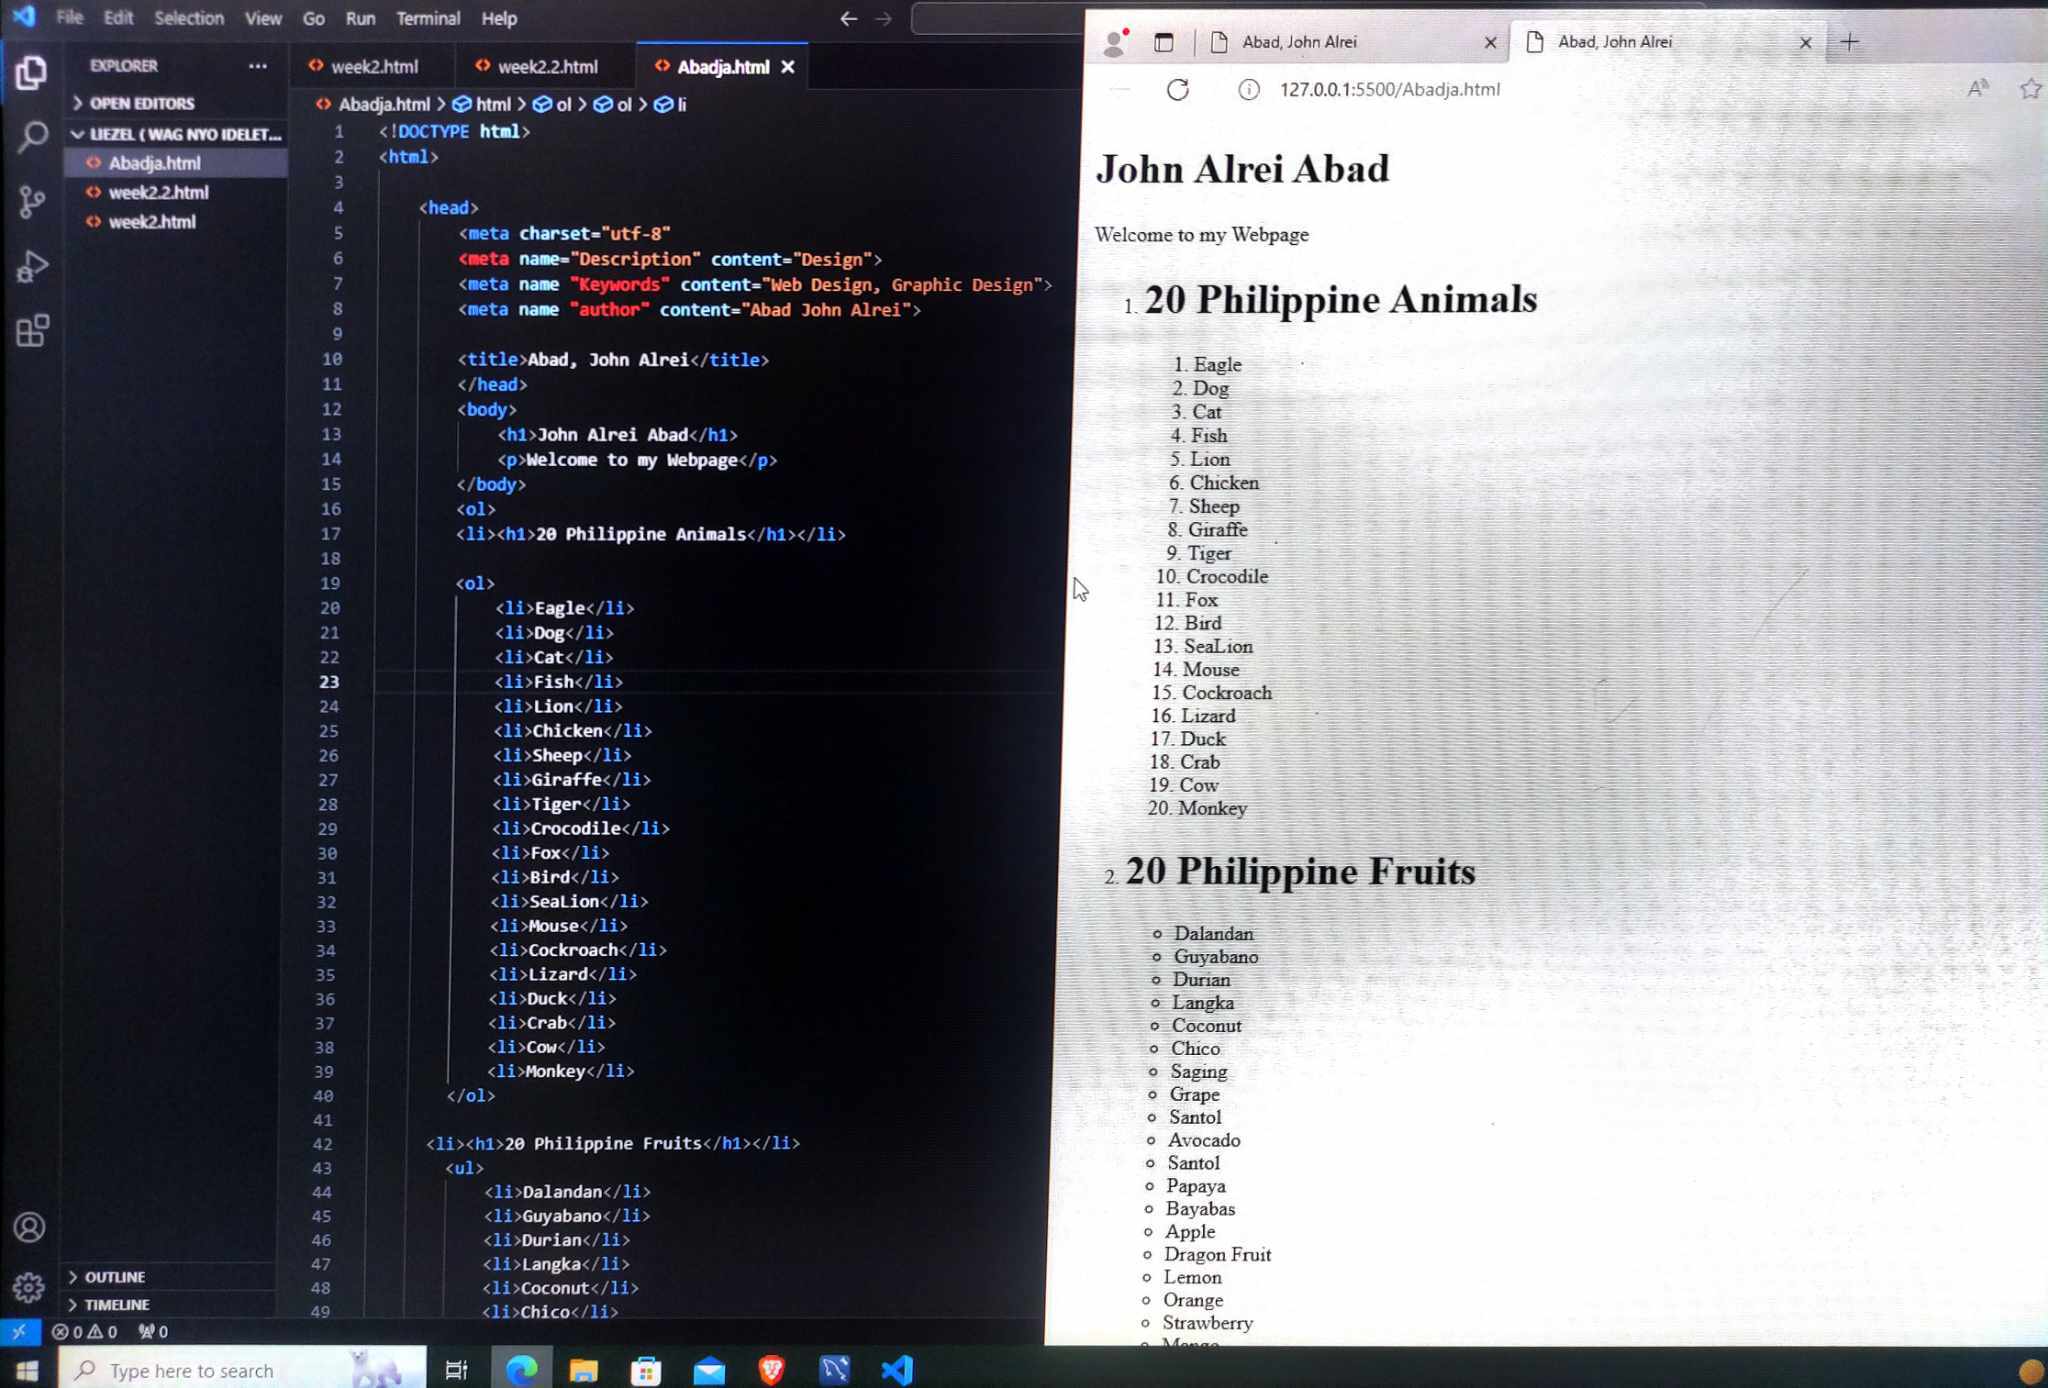 File Edit Selection View Go Run Terminal Help
EXPLORER ...
OPEN EDITORS
LIEZEL ( WAG NYO IDELET...
Abadja.html
week2.2.html
week2.html
OUTLINE
TIMELINE
week2.html week2.2.html Abadja.html
Abadja.html > html > ol > ol > li
1 <!DOCTYPE html>
2 <html>
3
4 <head>
5 <meta charset="utf-8"
6 <meta name="Description" content="Design">
7 <meta name "Keywords" content="Web Design, Graphic Design">
8 <meta name "author" content="Abad John Alrei">
9
10 <title>Abad, John Alrei</title>
11 </head>
12 <body>
13 <h1>John Alrei Abad</h1>
14 <p>Welcome to my Webpage</p>
15 </body>
16 <ol>
17 <li><h1>20 Philippine Animals</h1></li>
18
19 <ol>
20 <li>Eagle</li>
21 <li>Dog</li>
22 <li>Cat</li>
23 <li>Fish</li>
24 <li>Lion</li>
25 <li>Chicken</li>
26 <li>Sheep</li>
27 <li>Giraffe</li>
28 <li>Tiger</li>
29 <li>Crocodile</li>
30 <li>Fox</li>
31 <li>Bird</li>
32 <li>SeaLion</li>
33 <li>Mouse</li>
34 <li>Cockroach</li>
35 <li>Lizard</li>
36 <li>Duck</li>
37 <li>Crab</li>
38 <li>Cow</li>
39 <li>Monkey</li>
40 </ol>
41
42 <li><h1>20 Philippine Fruits</h1></li>
43 <ul>
44 <li>Dalandan</li>
45 <li>Guyabano</li>
46 <li>Durian</li>
47 <li>Langka</li>
48 <li>Coconut</li>
49 <li>Chico</li>
0 0 0
Type here to search
Abad, John Alrei Abad, John Alrei
127.0.0.1:5500/Abadja.html
John Alrei Abad
Welcome to my Webpage
1. 20 Philippine Animals
1. Eagle
2. Dog
3. Cat
4. Fish
5. Lion
6. Chicken
7. Sheep
8. Giraffe
9. Tiger
10. Crocodile
11. Fox
12. Bird
13. SeaLion
14. Mouse
15. Cockroach
16. Lizard
17. Duck
18. Crab
19. Cow
20. Monkey
2. 20 Philippine Fruits
Dalandan
Guyabano
Durian
Langka
Coconut
Chico
Saging
Grape
Santol
Avocado
Santol
Papaya
Bayabas
Apple
Dragon Fruit
Lemon
Orange
Strawberry